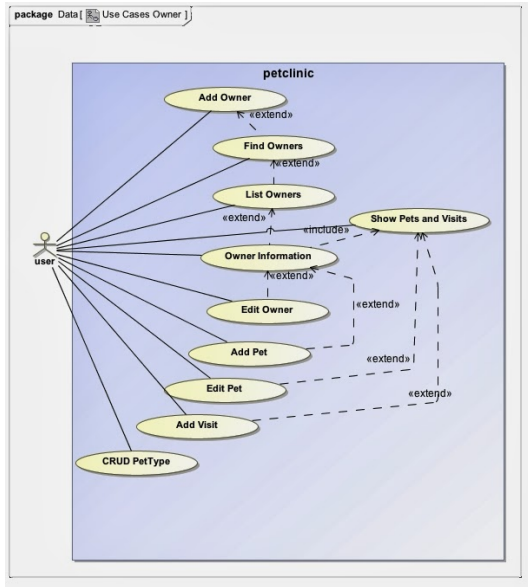 package Data[ Use Cases Owner ]
petclinic
Add Owner
«extend»
Find Owners
«extend»
List Owners
«extend»
Show Pets and Visits
«include»
user
Owner Information
«extend»
Edit Owner
«extend»
Add Pet
«extend»
Edit Pet
«extend»
Add Visit
CRUD PetType